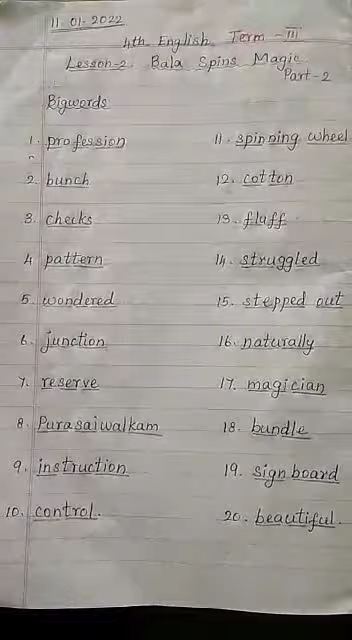 11-01-2022
4th English Term - III
Lesson-2. Bala Spins Magic
Part-2
Bigwords
1. profession
2. bunch
3. checks
4. pattern
5. wondered
6. junction
7. reserve
8. Purasaiwalkam
9. instruction
10. control.
11. spinning wheel
12. cotton
13. fluff
14. struggled
15. stepped out
16. naturally
17. magician
18. bundle
19. sign board
20. beautiful.